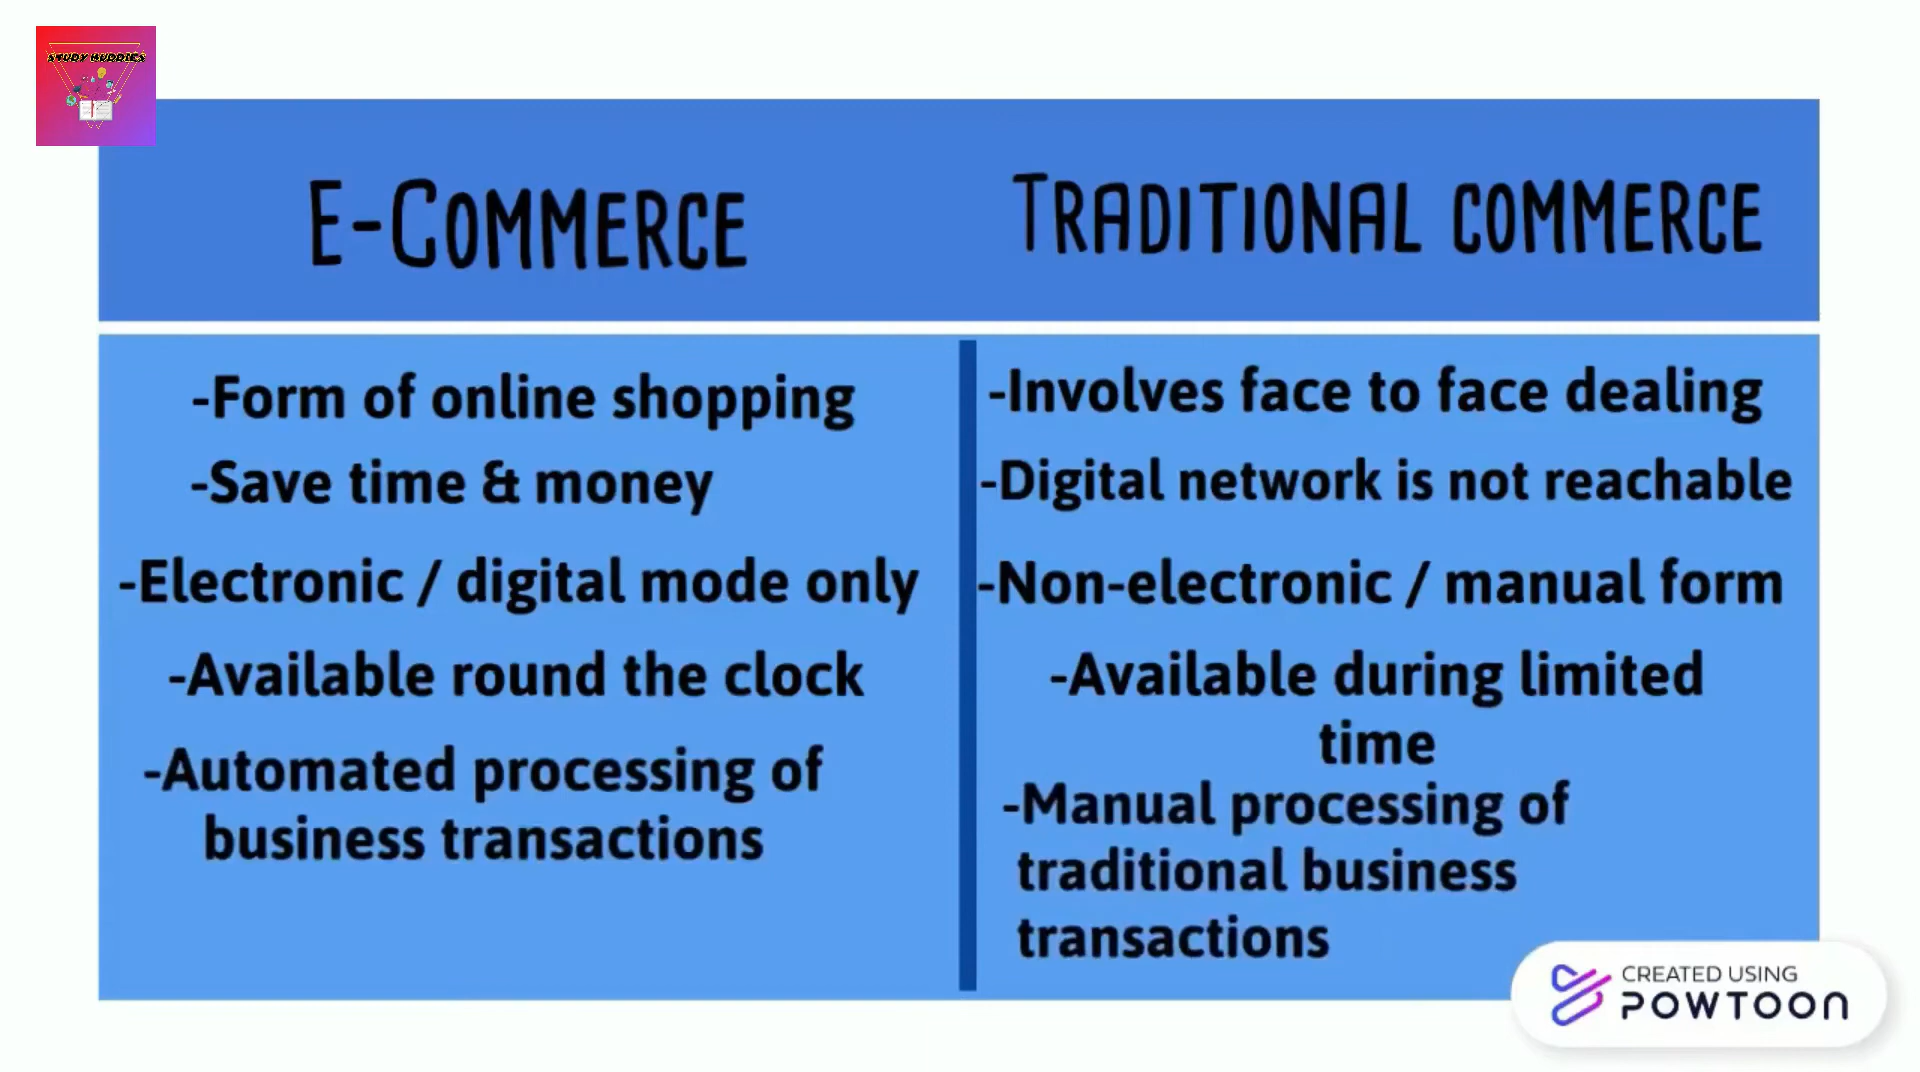 STUDY BUDDIES
E-COMMERCE
TRADITIONAL COMMERCE
-Form of online shopping
-Save time & money
-Electronic / digital mode only
-Available round the clock
-Automated processing of
business transactions
-Involves face to face dealing
-Digital network is not reachable
-Non-electronic / manual form
-Available during limited
time
-Manual processing of
traditional business
transactions
CREATED USING
POWTOON